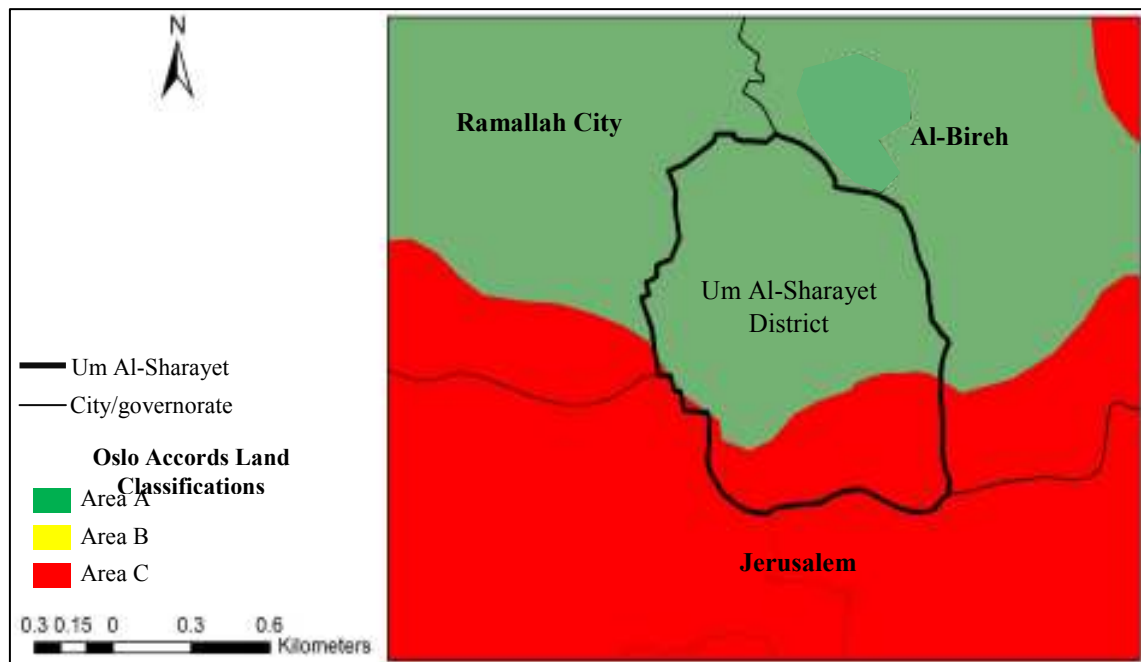 N
Ramallah City
Al-Bireh
Um Al-Sharayet
District
Um Al-Sharayet
City/governorate
Oslo Accords Land
Classifications
Area A
Area B
Area C
Jerusalem
0.3 0.15 0 0.3 0.6
Kilometers